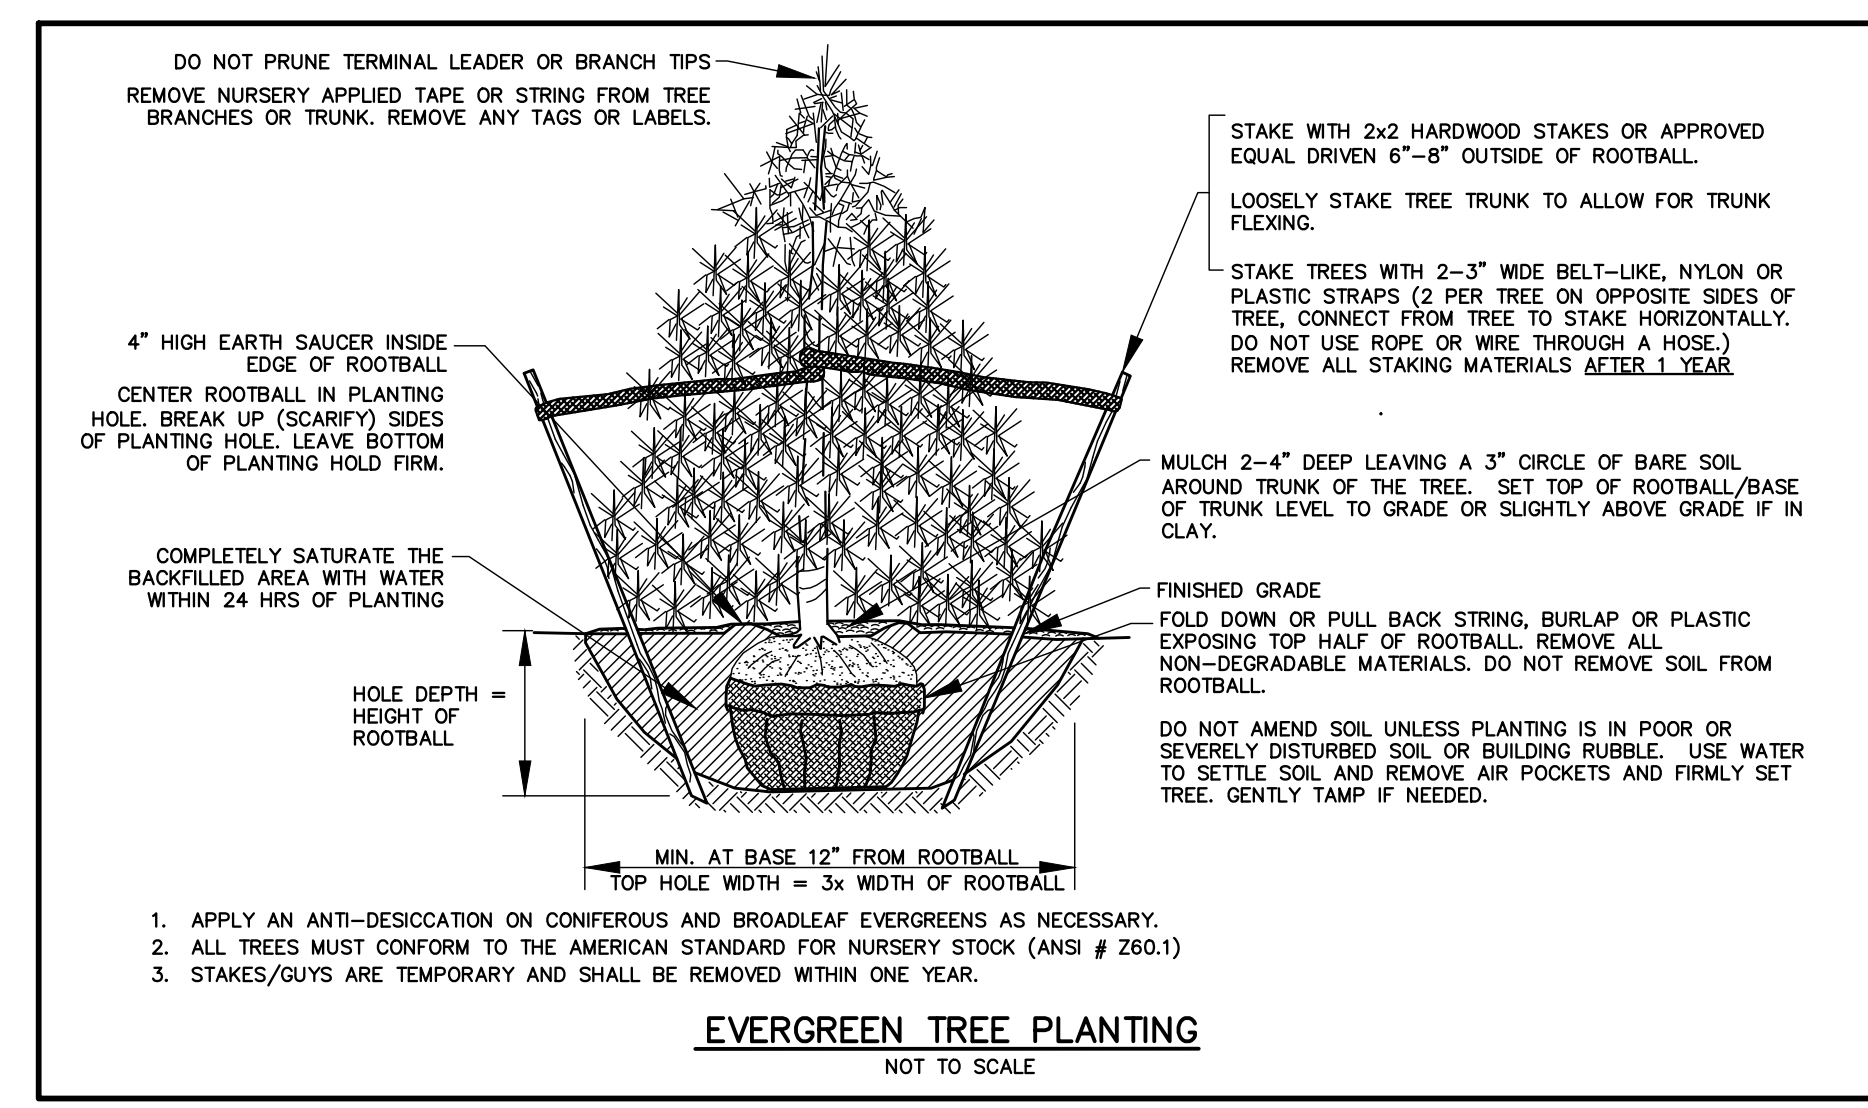 DO NOT PRUNE TERMINAL LEADER OR BRANCH TIPS
REMOVE NURSERY APPLIED TAPE OR STRING FROM TREE
BRANCHES OR TRUNK. REMOVE ANY TAGS OR LABELS.
4" HIGH EARTH SAUCER INSIDE
EDGE OF ROOTBALL
CENTER ROOTBALL IN PLANTING
HOLE. BREAK UP (SCARIFY) SIDES
OF PLANTING HOLE. LEAVE BOTTOM
OF PLANTING HOLD FIRM.
COMPLETELY SATURATE THE
BACKFILLED AREA WITH WATER
WITHIN 24 HRS OF PLANTING
HOLE DEPTH =
HEIGHT OF
ROOTBALL
STAKE WITH 2x2 HARDWOOD STAKES OR APPROVED
EQUAL DRIVEN 6"-8" OUTSIDE OF ROOTBALL.
LOOSELY STAKE TREE TRUNK TO ALLOW FOR TRUNK
FLEXING.
STAKE TREES WITH 2-3" WIDE BELT-LIKE, NYLON OR
PLASTIC STRAPS (2 PER TREE ON OPPOSITE SIDES OF
TREE, CONNECT FROM TREE TO STAKE HORIZONTALLY.
DO NOT USE ROPE OR WIRE THROUGH A HOSE.)
REMOVE ALL STAKING MATERIALS AFTER 1 YEAR
.
MULCH 2-4" DEEP LEAVING A 3" CIRCLE OF BARE SOIL
AROUND TRUNK OF THE TREE. SET TOP OF ROOTBALL/BASE
OF TRUNK LEVEL TO GRADE OR SLIGHTLY ABOVE GRADE IF IN
CLAY.
FINISHED GRADE
FOLD DOWN OR PULL BACK STRING, BURLAP OR PLASTIC
EXPOSING TOP HALF OF ROOTBALL. REMOVE ALL
NON-DEGRADABLE MATERIALS. DO NOT REMOVE SOIL FROM
ROOTBALL.
DO NOT AMEND SOIL UNLESS PLANTING IS IN POOR OR
SEVERELY DISTURBED SOIL OR BUILDING RUBBLE. USE WATER
TO SETTLE SOIL AND REMOVE AIR POCKETS AND FIRMLY SET
TREE. GENTLY TAMP IF NEEDED.
MIN. AT BASE 12" FROM ROOTBALL
TOP HOLE WIDTH = 3x WIDTH OF ROOTBALL
1. APPLY AN ANTI-DESICCATION ON CONIFEROUS AND BROADLEAF EVERGREENS AS NECESSARY.
2. ALL TREES MUST CONFORM TO THE AMERICAN STANDARD FOR NURSERY STOCK (ANSI # Z60.1)
3. STAKES/GUYS ARE TEMPORARY AND SHALL BE REMOVED WITHIN ONE YEAR.
EVERGREEN TREE PLANTING
NOT TO SCALE